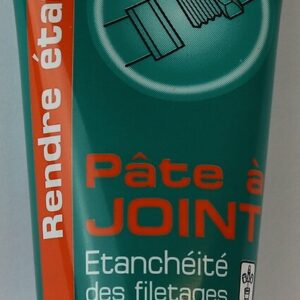 Rendre éta
Pâte à
JOINT
Etanchéité
des filetages